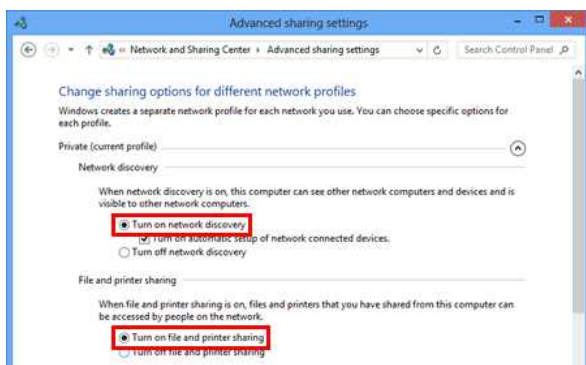 Advanced sharing settings
« Network and Sharing Center › Advanced sharing settings
Search Control Panel
Change sharing options for different network profiles
Windows creates a separate network profile for each network you use. You can choose specific options for
each profile.
Private (current profile)
Network discovery
When network discovery is on, this computer can see other network computers and devices and is
visible to other network computers.
Turn on network discovery
Turn on automatic setup of network connected devices.
Turn off network discovery
File and printer sharing
When file and printer sharing is on, files and printers that you have shared from this computer can
be accessed by people on the network.
Turn on file and printer sharing
Turn off file and printer sharing